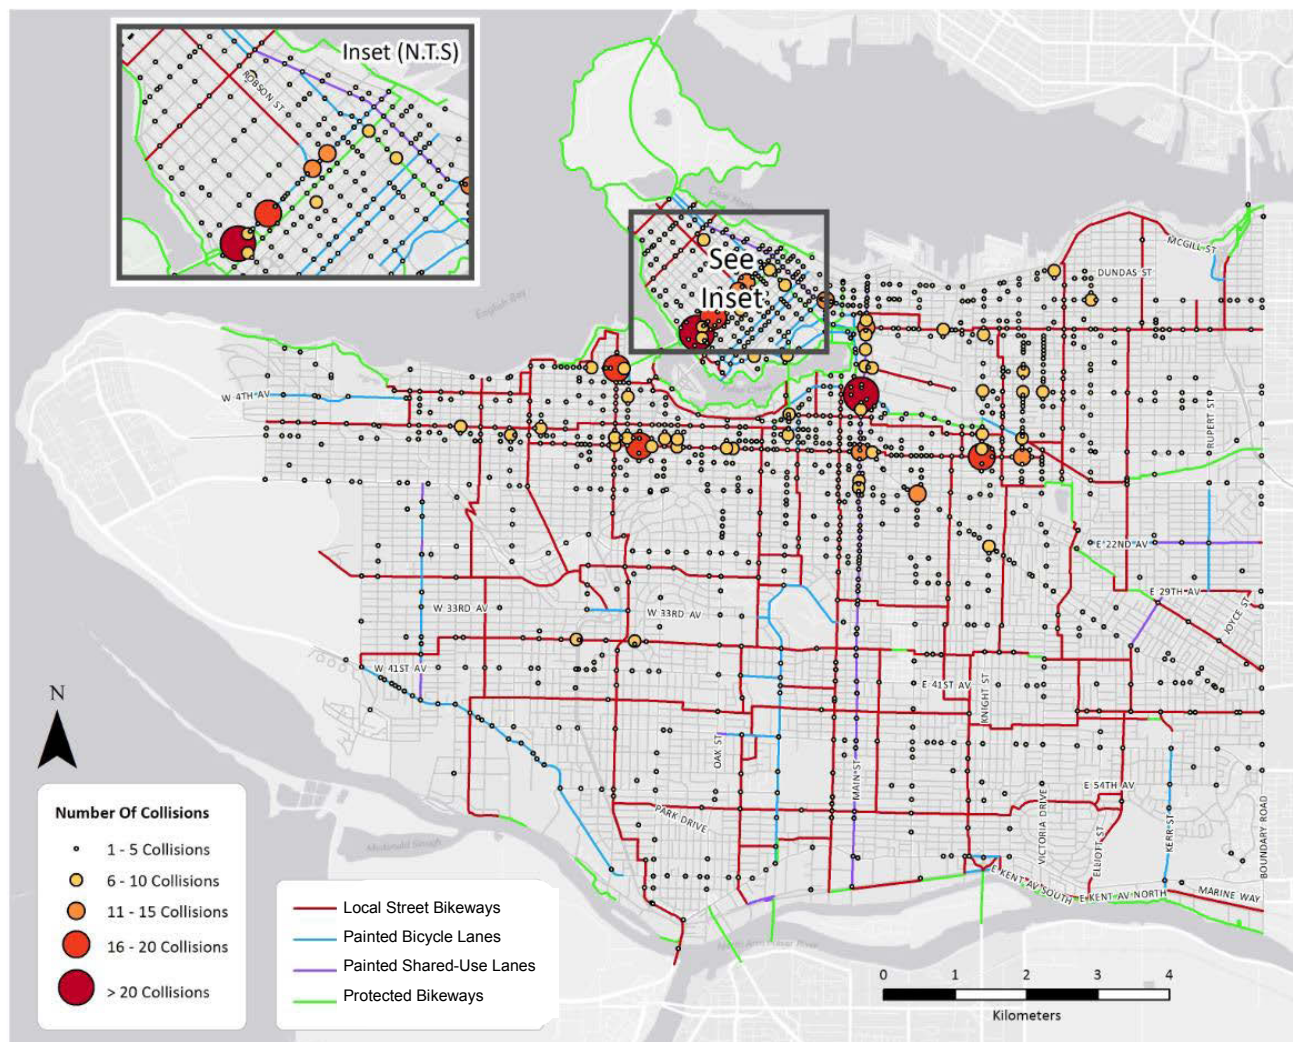 Inset (N.T.S)
ROBSON ST
See
Inset
English Bay
MCGILL ST
DUNDAS ST
W 4TH AV
RUPERT ST
E 22ND AV
E 29TH AV
JOYCE ST
W 33RD AV
W 33RD AV
W 41ST AV
E 41ST AV
KNIGHT ST
OAK ST
MAIN ST
E 54TH AV
PARK DRIVE
VICTORIA DRIVE
ELLIOTT ST
KERR ST
BOUNDARY ROAD
E KENT AV SOUTH
E KENT AV NORTH
MARINE WAY
N
Number Of Collisions
1 - 5 Collisions
6 - 10 Collisions
11 - 15 Collisions
16 - 20 Collisions
> 20 Collisions
Local Street Bikeways
Painted Bicycle Lanes
Painted Shared-Use Lanes
Protected Bikeways
0 1 2 3 4
Kilometers